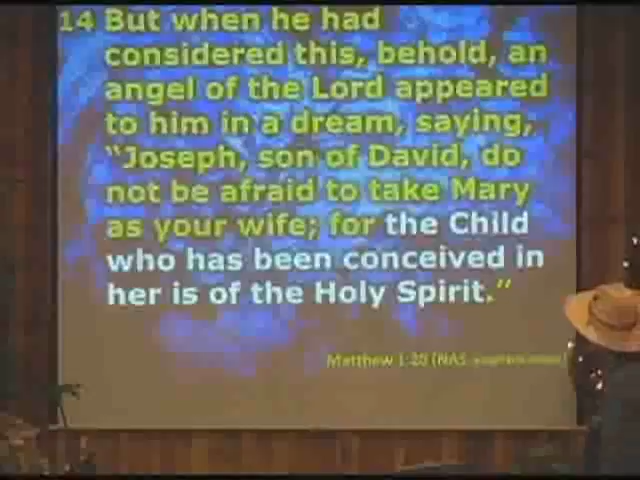 14 But when he had
considered this, behold, an
angel of the Lord appeared
to him in a dream, saying,
“Joseph, son of David, do
not be afraid to take Mary
as your wife; for the Child
who has been conceived in
her is of the Holy Spirit.”
Matthew 1:20 (NAS,